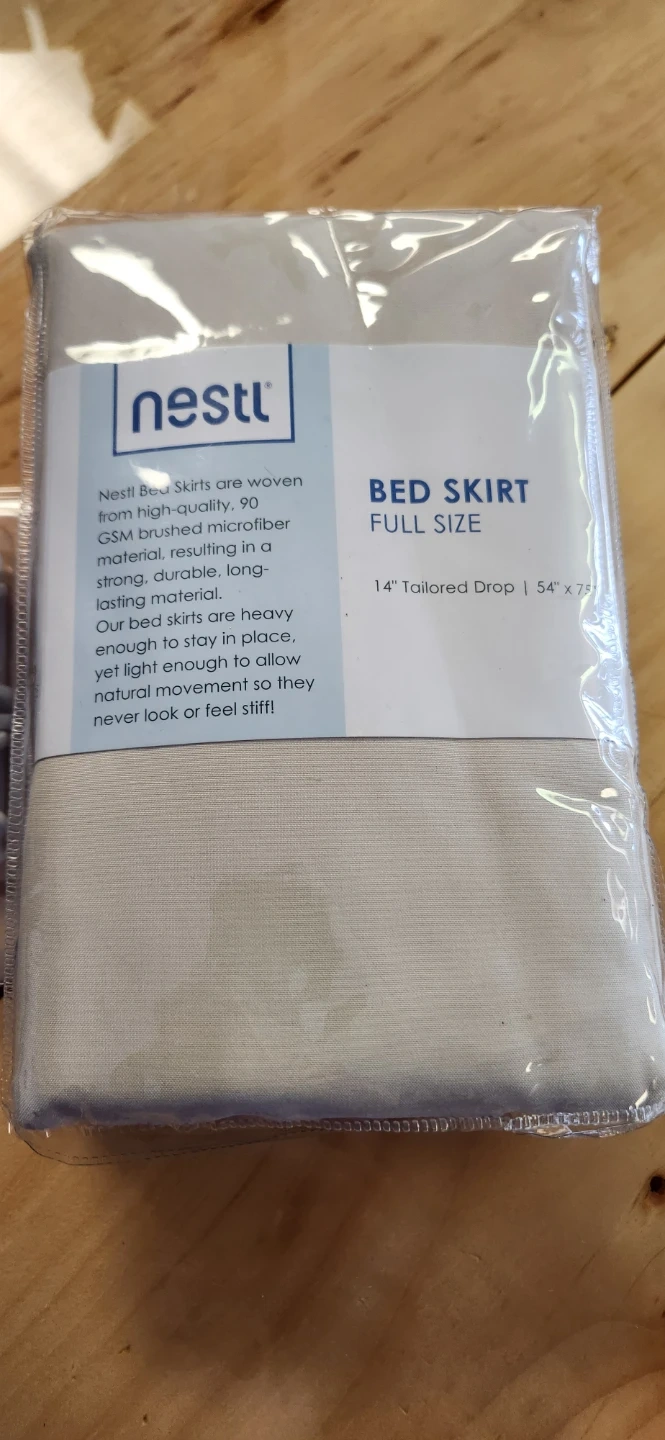 nestl®
Nestl Bed Skirts are woven
from high-quality, 90
GSM brushed microfiber
material, resulting in a
strong, durable, long-
lasting material.
Our bed skirts are heavy
enough to stay in place,
yet light enough to allow
natural movement so they
never look or feel stiff!
BED SKIRT
FULL SIZE
14" Tailored Drop | 54" x 75"